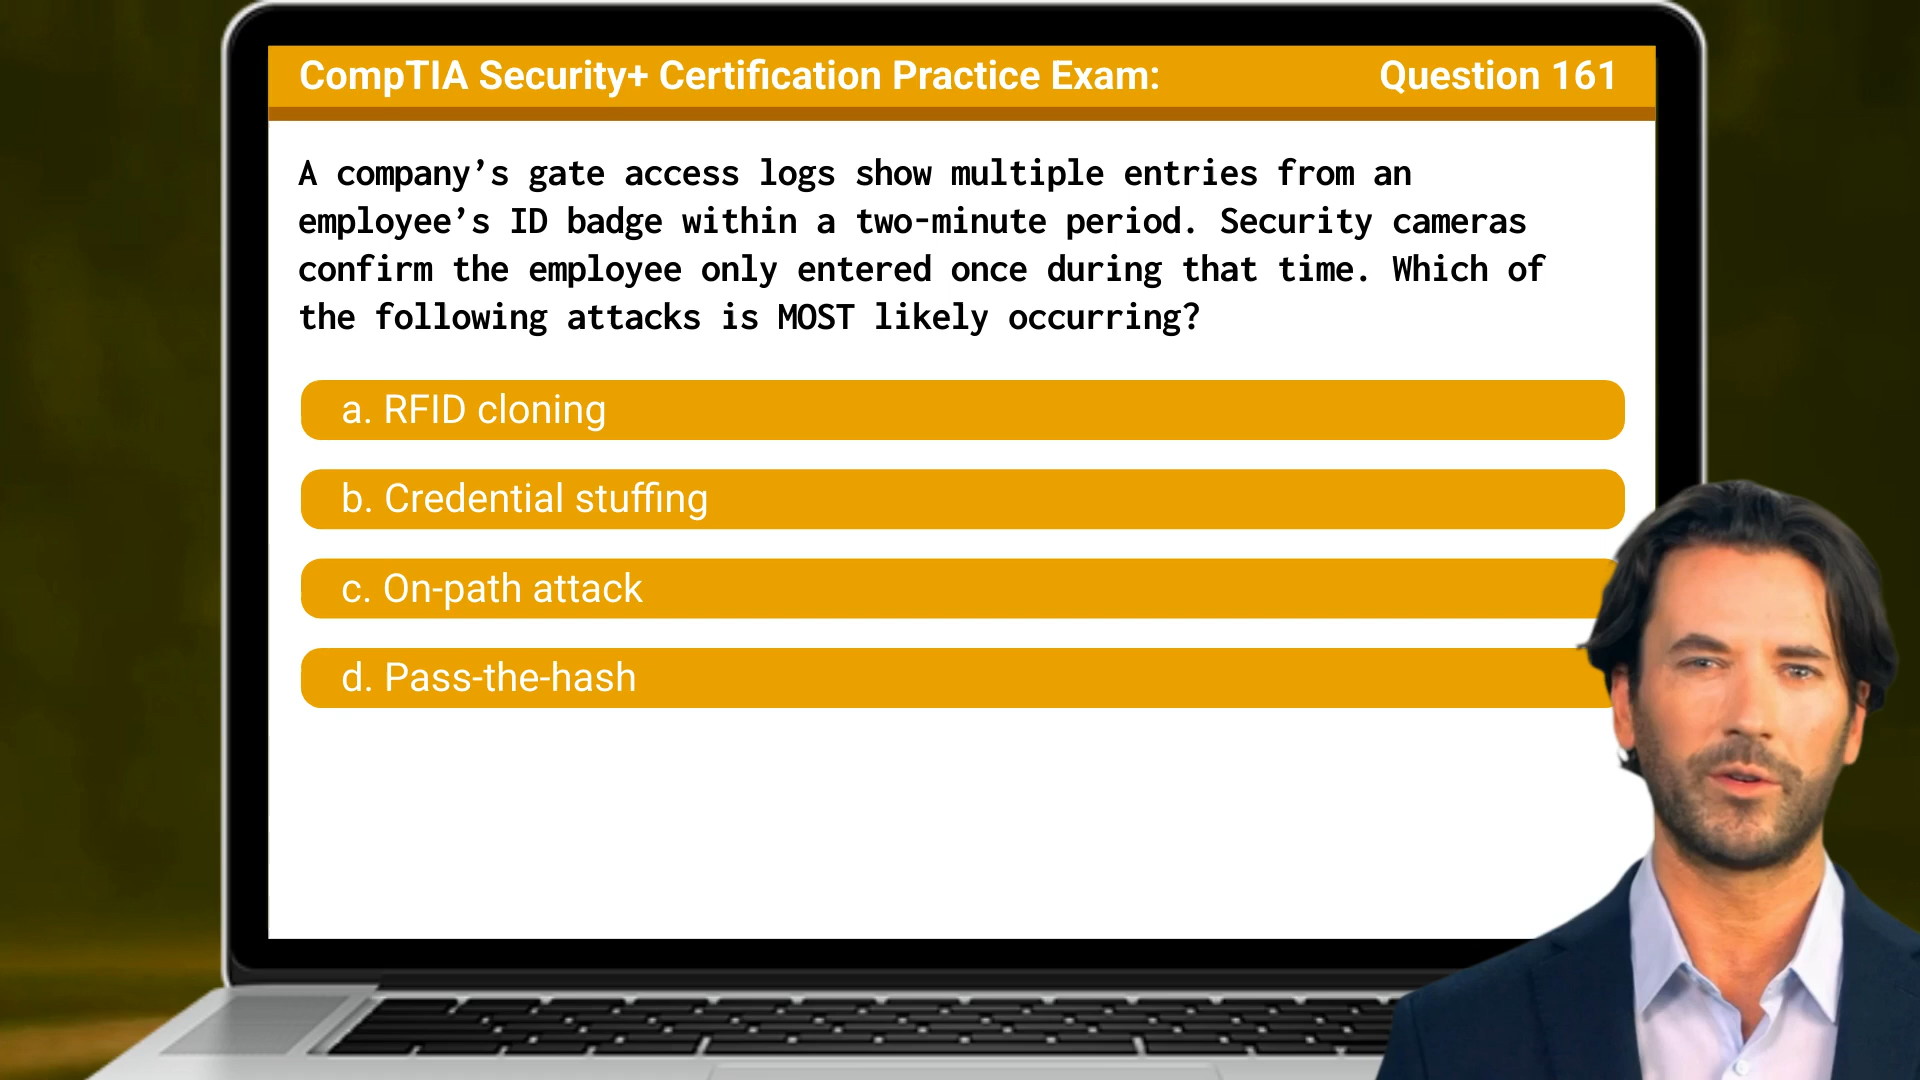 CompTIA Security+ Certification Practice Exam: Question 161
A company’s gate access logs show multiple entries from an
employee’s ID badge within a two-minute period. Security cameras
confirm the employee only entered once during that time. Which of
the following attacks is MOST likely occurring?
a. RFID cloning
b. Credential stuffing
c. On-path attack
d. Pass-the-hash